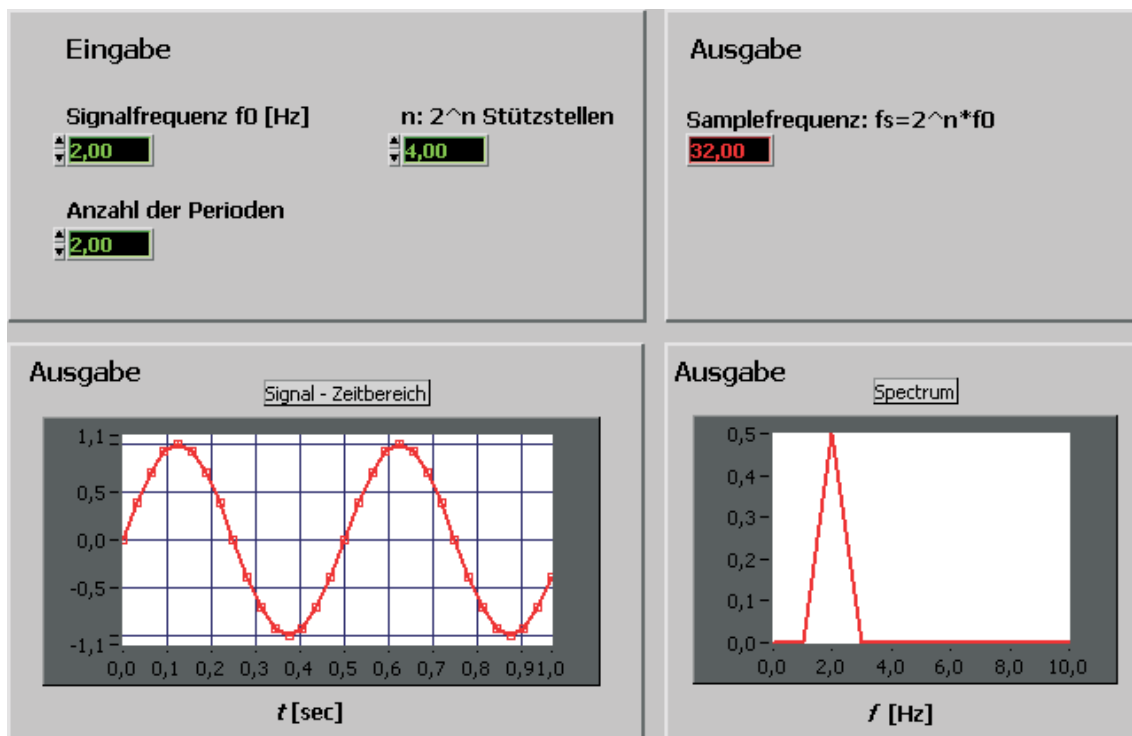 Eingabe
Signalfrequenz f0 [Hz]
n: 2^n Stützstellen
2,00
4,00
Anzahl der Perioden
2,00
Ausgabe
Samplefrequenz: fs=2^n*f0
32,00
Ausgabe
Signal - Zeitbereich
1,1
0,5
0,0
-0,5
-1,1
0,0 0,1 0,2 0,3 0,4 0,5 0,6 0,7 0,8 0,91,0
t [sec]
Ausgabe
Spectrum
0,5
0,4
0,3
0,2
0,1
0,0
0,0 2,0 4,0 6,0 8,0 10,0
f [Hz]